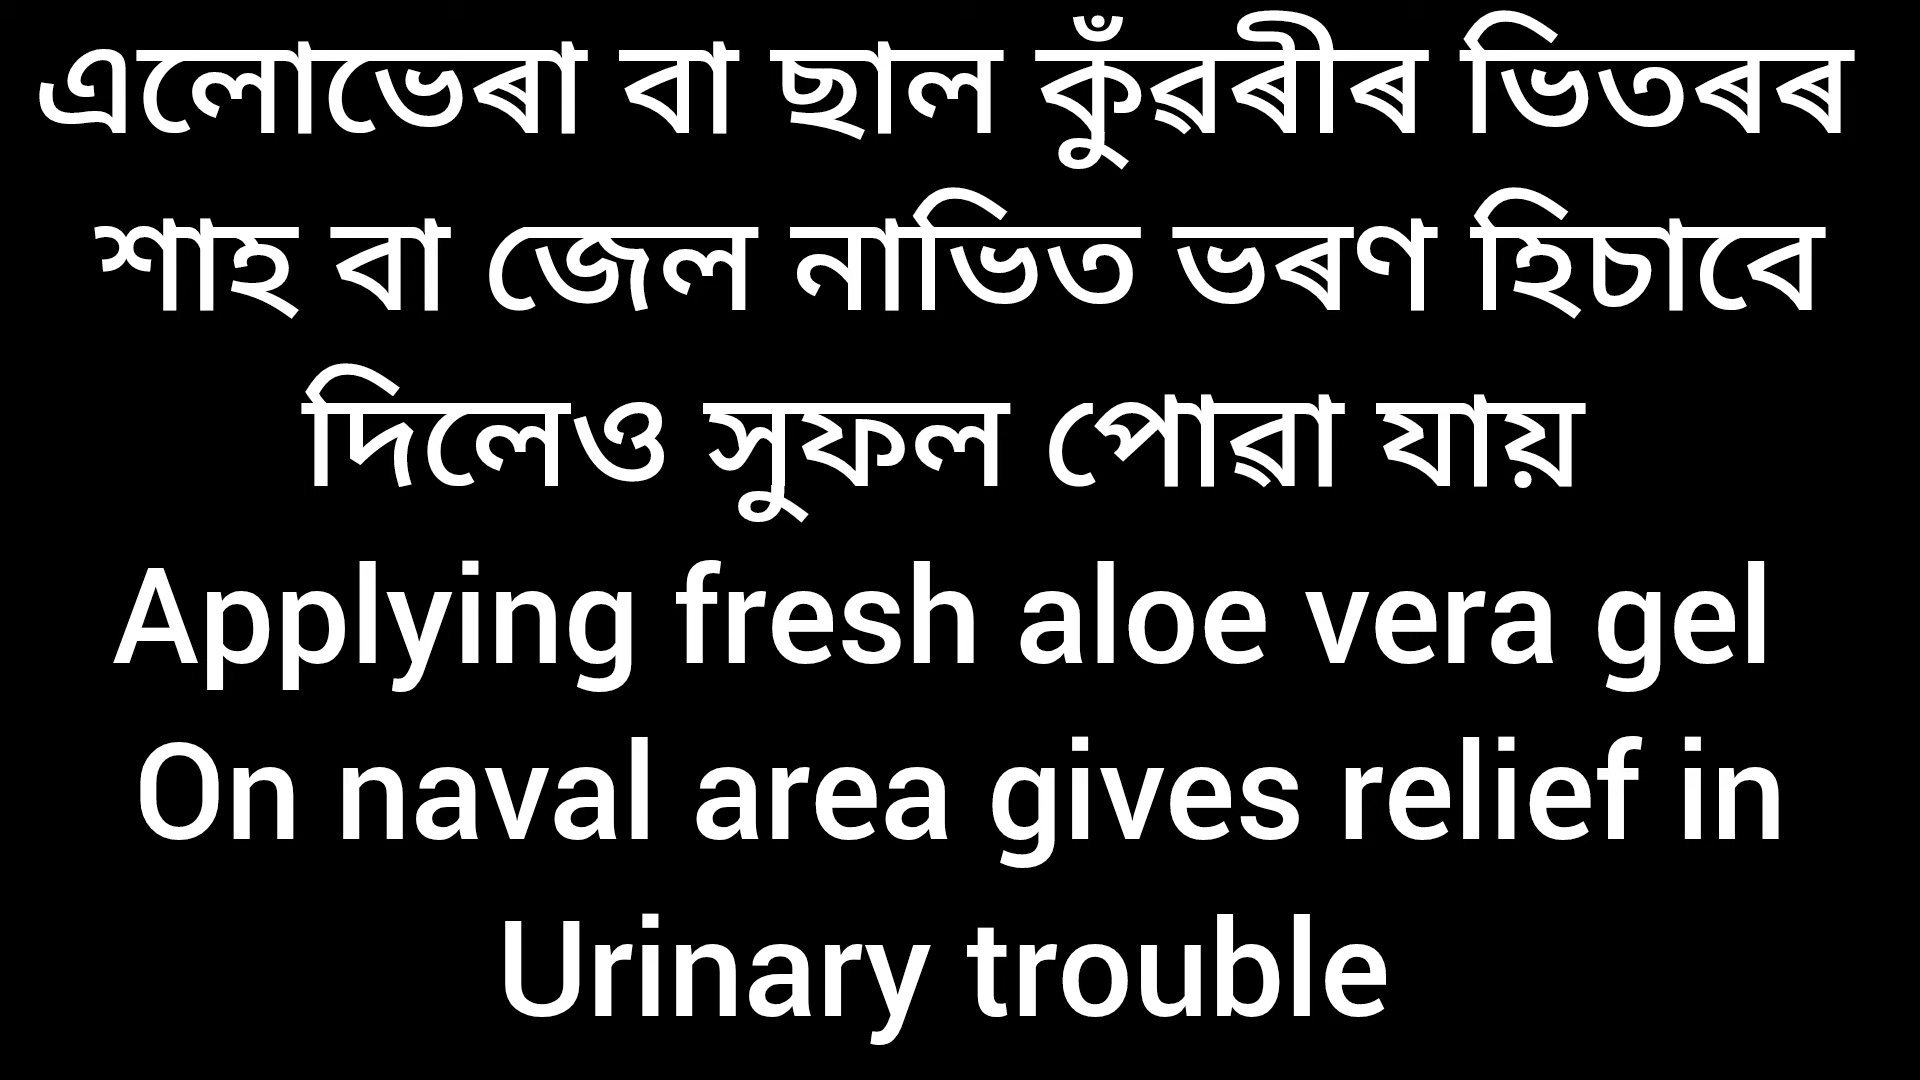 এলোভেৰা বা ছাল কুঁৱৰীৰ ভিতৰৰ
শাহ বা জেল নাভিত ভৰণ হিচাবে
দিলেও সুফল পোৱা যায়
Applying fresh aloe vera gel
On naval area gives relief in
Urinary trouble